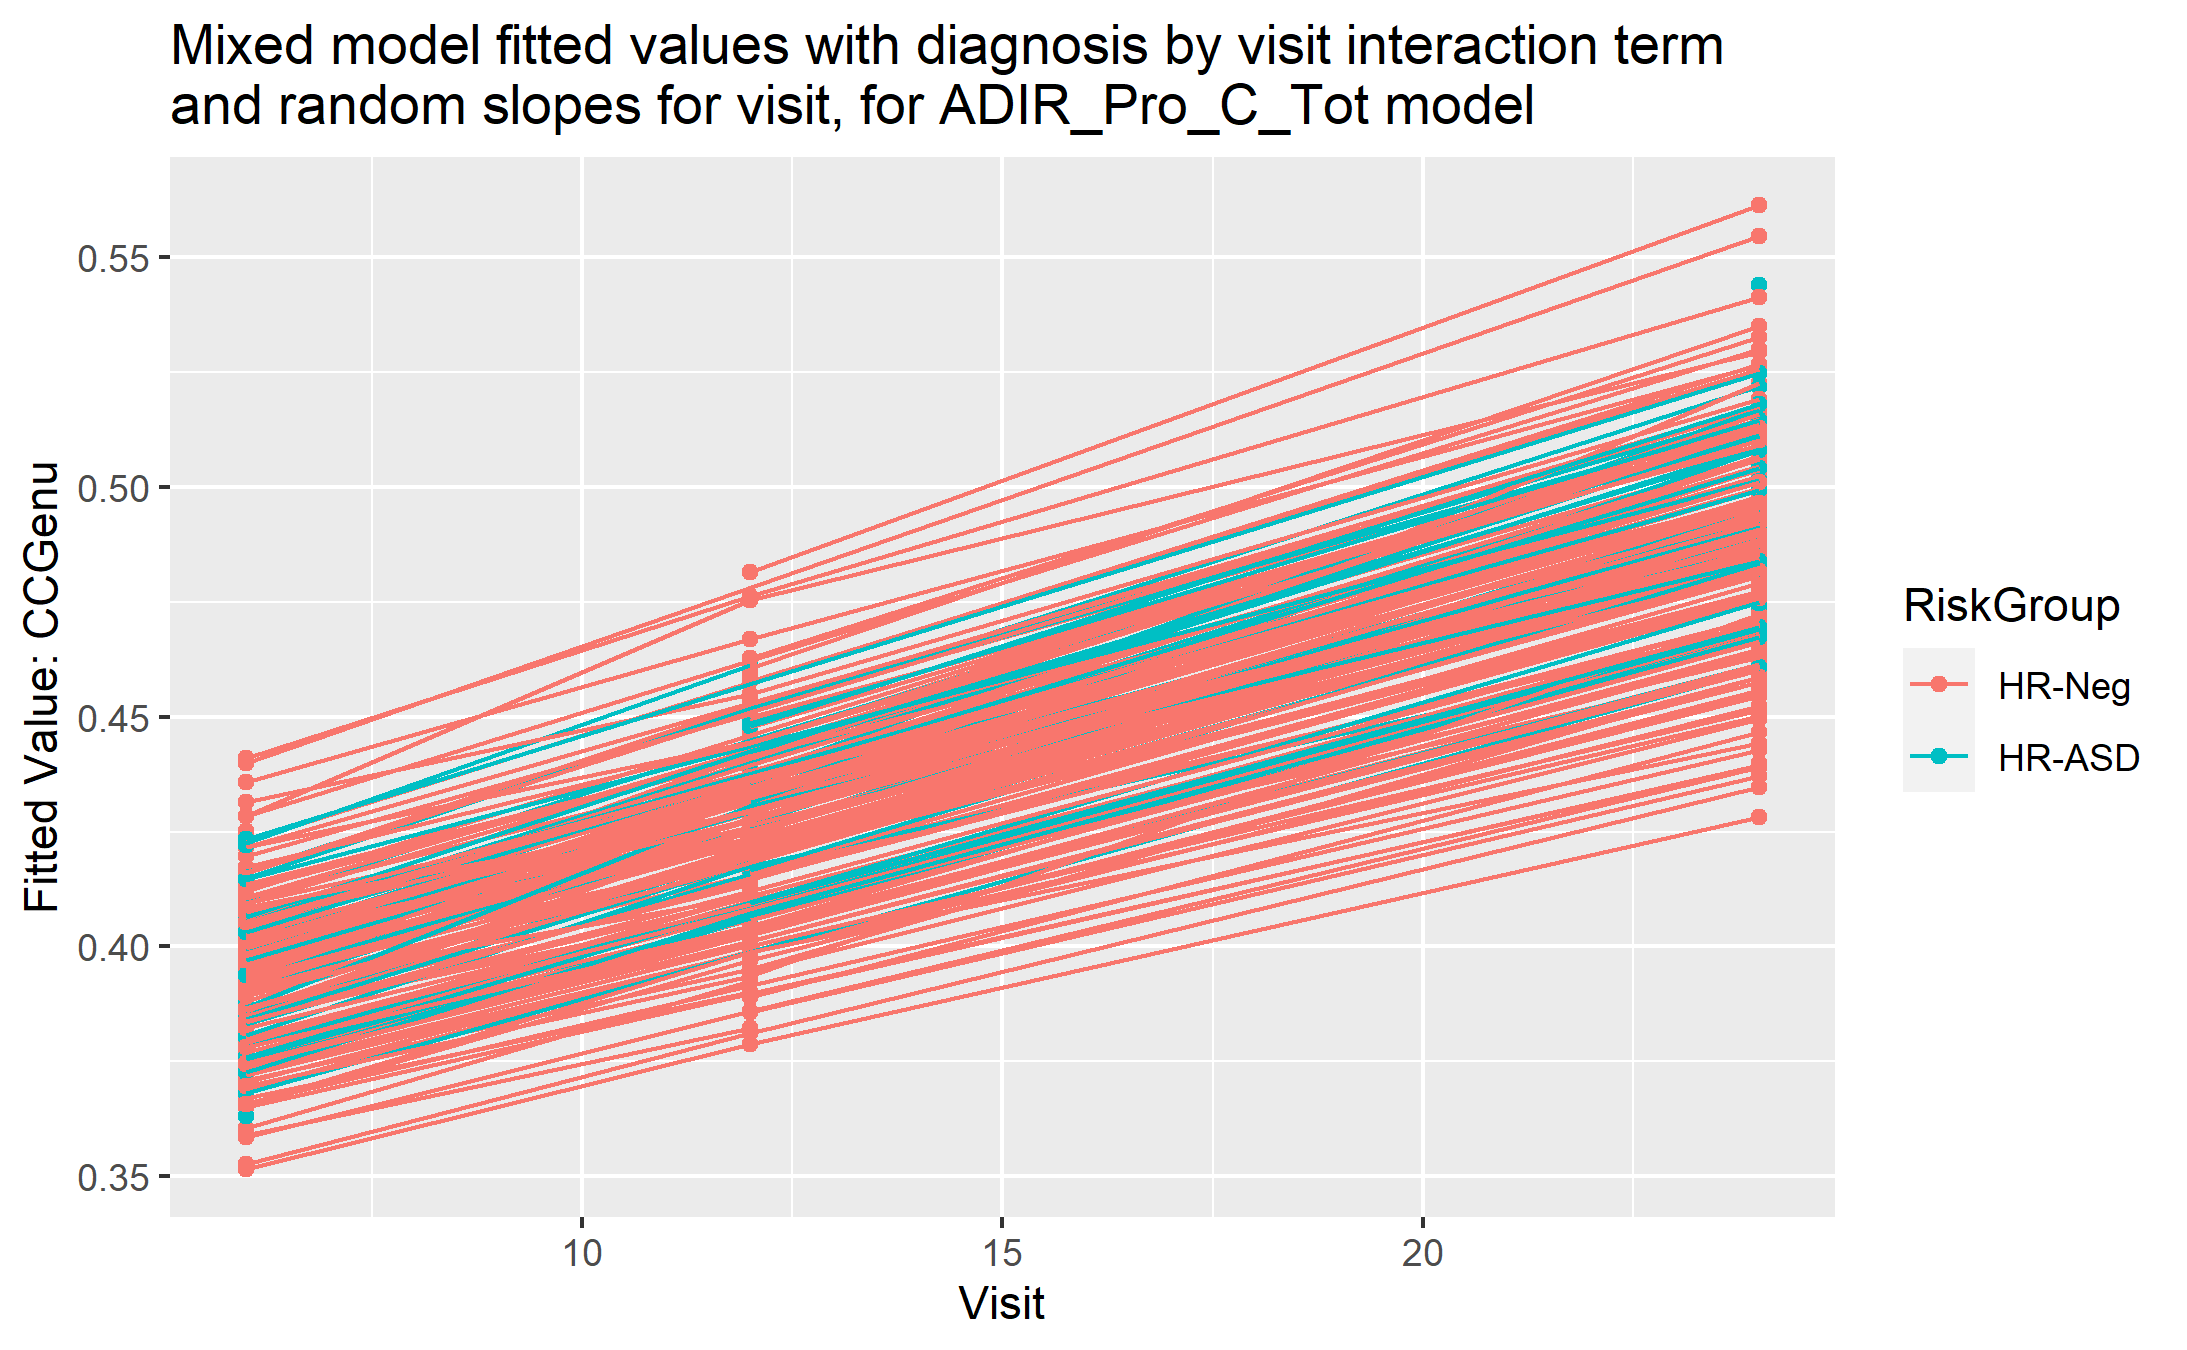 Mixed model fitted values with diagnosis by visit interaction term
and random slopes for visit, for ADIR_Pro_C_Tot model
Fitted Value: CCGenu
0.55
0.50
0.45
0.40
0.35
10
15
20
Visit
RiskGroup
HR-Neg
HR-ASD